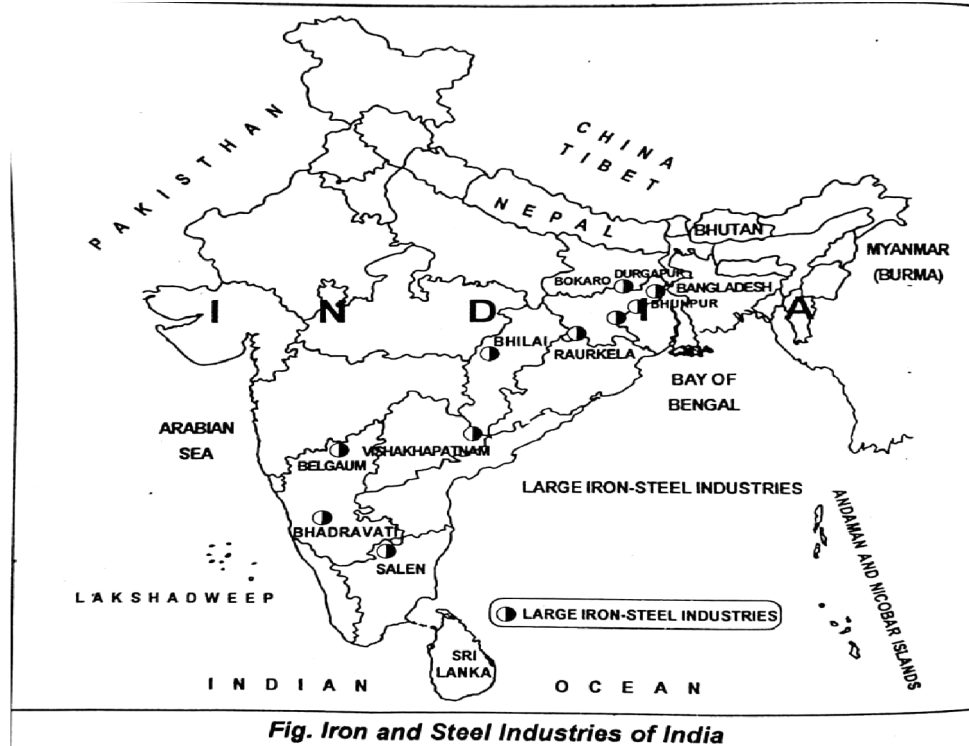 PAKISTHAN
CHINA
TIBET
NEPAL
BHUTAN
MYANMAR
(BURMA)
DURGAPUR
BOKARO
BANGLADESH
BHUNPUR
I N D I A
BHILAI
RAURKELA
BAY OF
BENGAL
ARABIAN
SEA
VISHAKHAPATNAM
BELGAUM
LARGE IRON-STEEL INDUSTRIES
BHADRAVATI
SALEN
ANDAMAN AND NICOBAR ISLANDS
LAKSHADWEEP
LARGE IRON-STEEL INDUSTRIES
SRI
LANKA
INDIAN OCEAN
Fig. Iron and Steel Industries of India